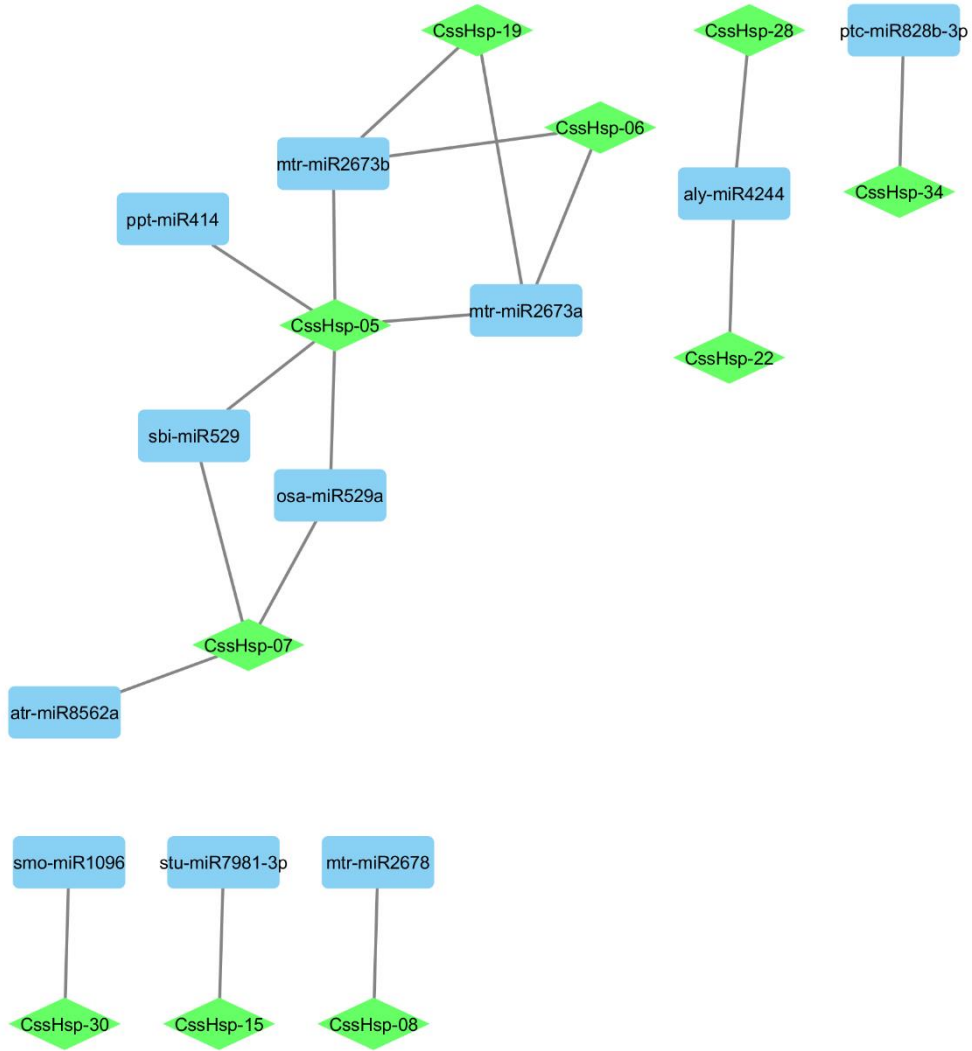 CssHsp-19
CssHsp-28
ptc-miR828b-3p
CssHsp-06
mtr-miR2673b
aly-miR4244
CssHsp-34
ppt-miR414
mtr-miR2673a
CssHsp-05
CssHsp-22
sbi-miR529
osa-miR529a
CssHsp-07
atr-miR8562a
smo-miR1096
stu-miR7981-3p
mtr-miR2678
CssHsp-30
CssHsp-15
CssHsp-08